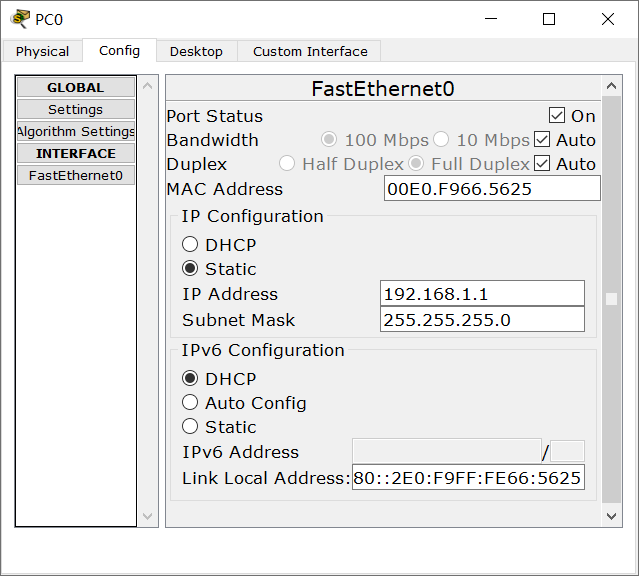 PC0
Physical Config Desktop Custom Interface
GLOBAL
Settings
Algorithm Settings
INTERFACE
FastEthernet0
FastEthernet0
Port Status On
Bandwidth 100 Mbps 10 Mbps Auto
Duplex Half Duplex Full Duplex Auto
MAC Address 00E0.F966.5625
IP Configuration
DHCP
Static
IP Address 192.168.1.1
Subnet Mask 255.255.255.0
IPv6 Configuration
DHCP
Auto Config
Static
IPv6 Address /
Link Local Address: 80::2E0:F9FF:FE66:5625